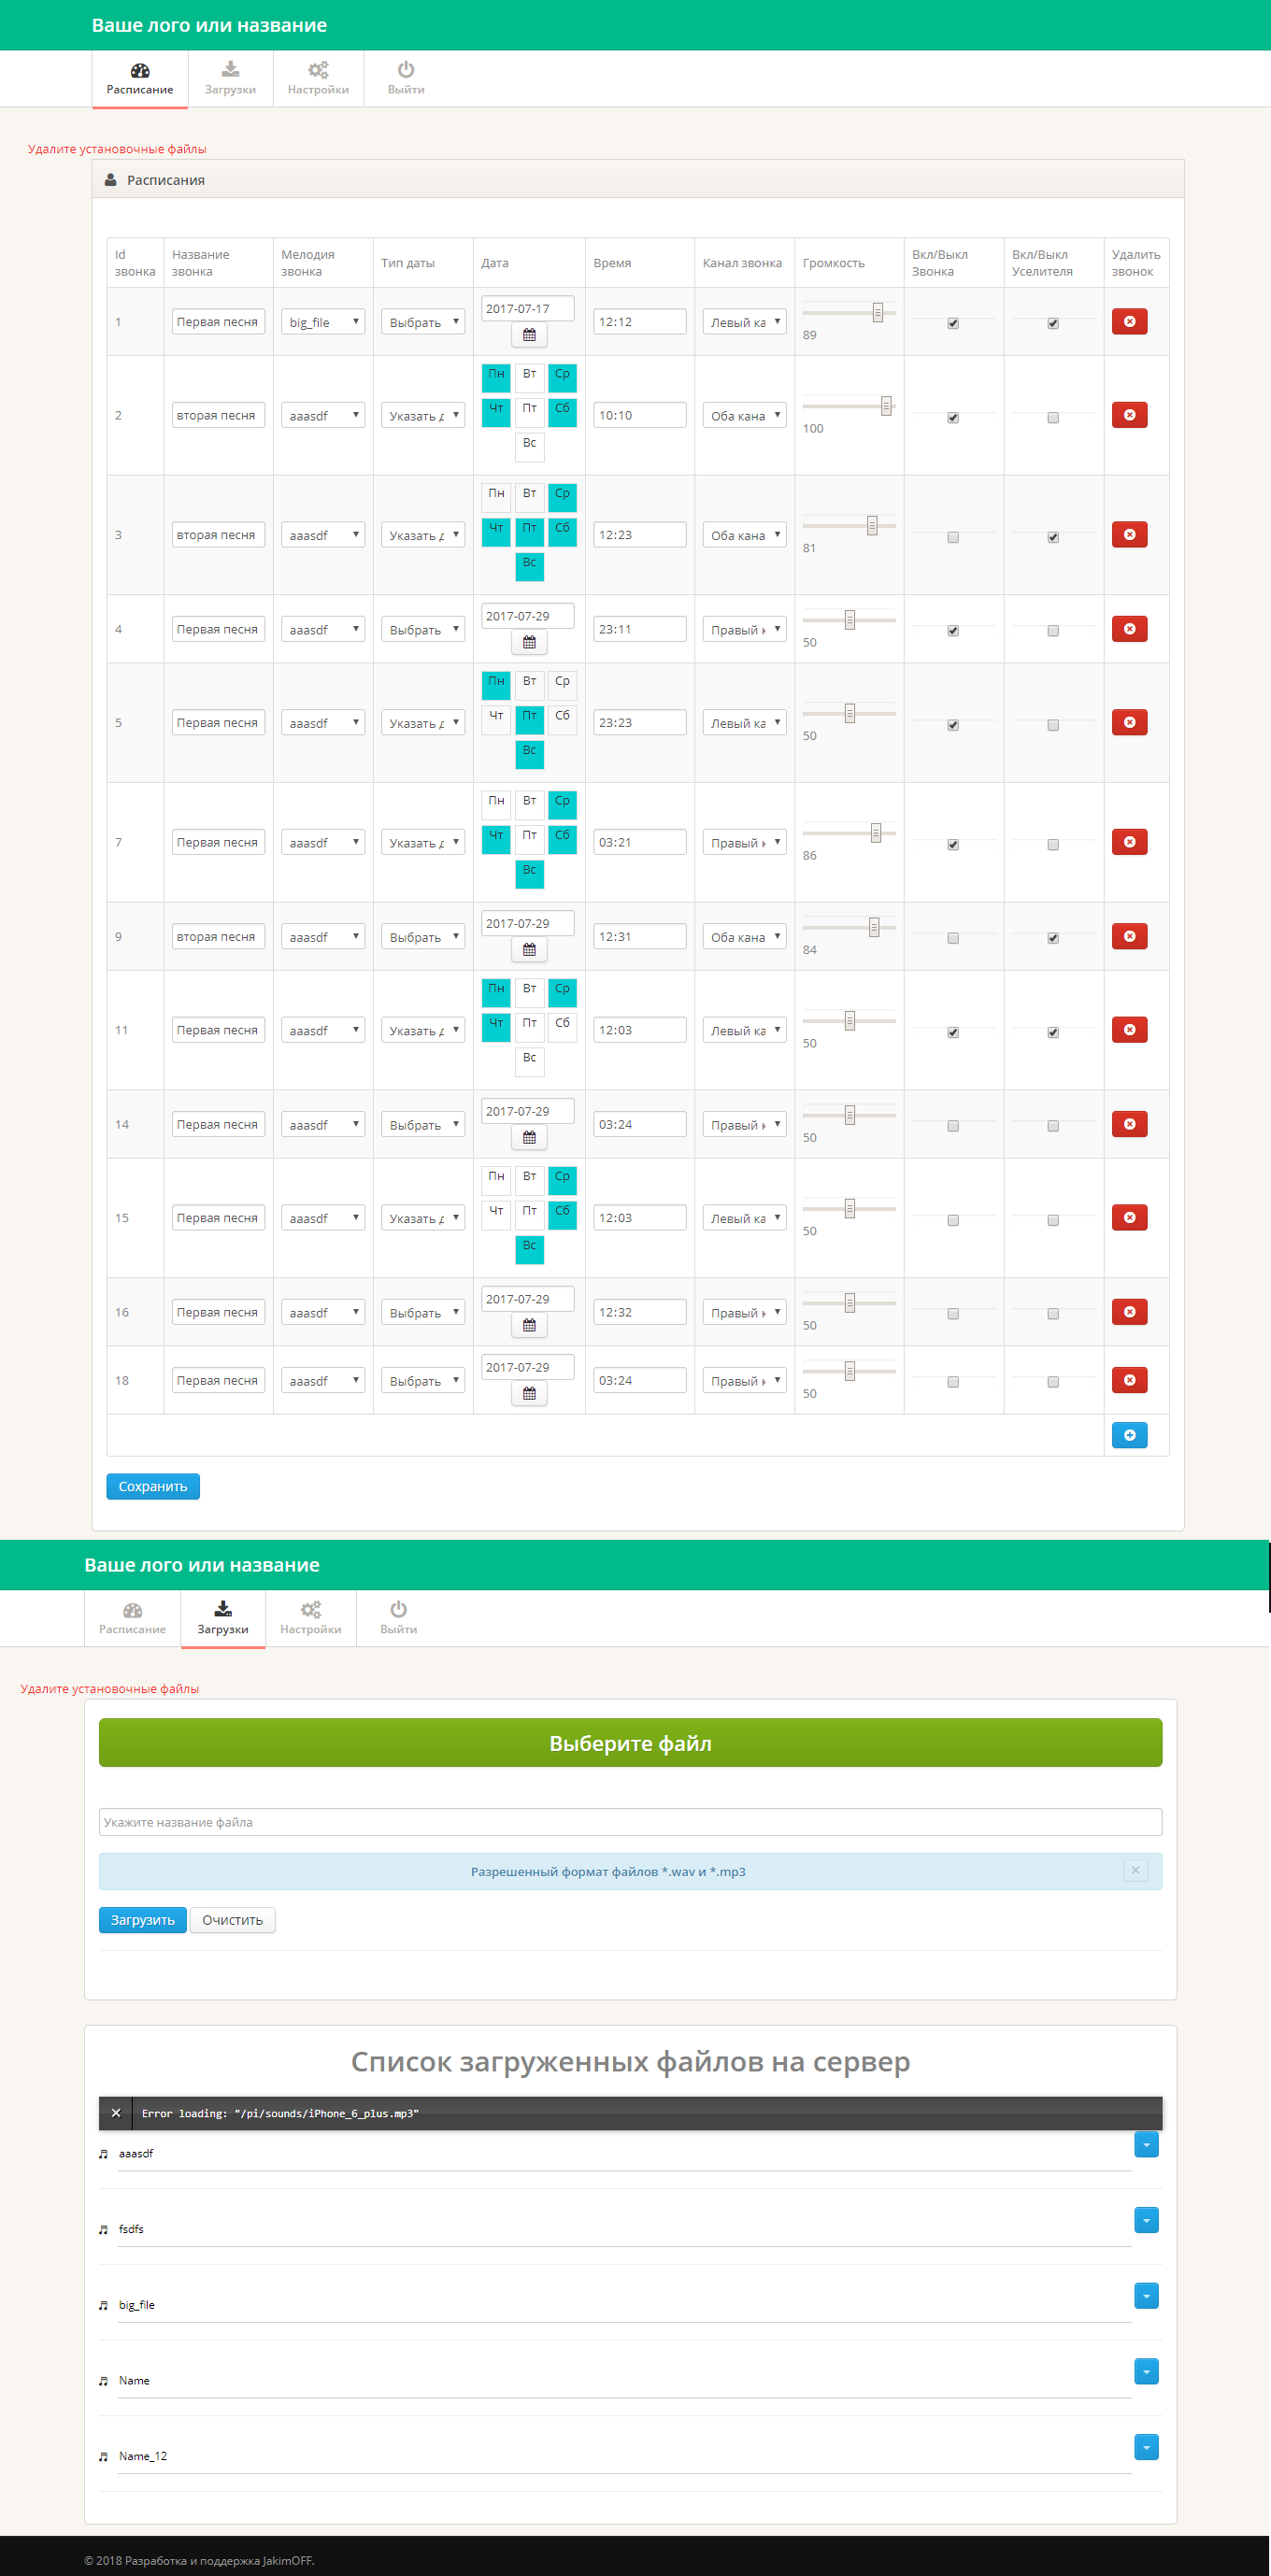 Ваше лого или название
Расписание Загрузки Настройки Выйти
Удалите установочные файлы
Расписания
Id звонка Название звонка Мелодия звонка Тип даты Дата Время Канал звонка Громкость Вкл/Выкл Звонка Вкл/Выкл Уселителя Удалить звонок
1 Первая песня big_file Выбрать 2017-07-17 12:12 Левый ка 89
2 вторая песня aaasdf Указать д Пн Вт Ср Чт Пт Сб Вс 10:10 Оба кана 100
3 вторая песня aaasdf Указать д Пн Вт Ср Чт Пт Сб Вс 12:23 Оба кана 81
4 Первая песня aaasdf Выбрать 2017-07-29 23:11 Правый к 50
5 Первая песня aaasdf Указать д Пн Вт Ср Чт Пт Сб Вс 23:23 Левый ка 50
7 Первая песня aaasdf Указать д Пн Вт Ср Чт Пт Сб Вс 03:21 Правый к 86
9 вторая песня aaasdf Выбрать 2017-07-29 12:31 Оба кана 84
11 Первая песня aaasdf Указать д Пн Вт Ср Чт Пт Сб Вс 12:03 Левый ка 50
14 Первая песня aaasdf Выбрать 2017-07-29 03:24 Правый к 50
15 Первая песня aaasdf Указать д Пн Вт Ср Чт Пт Сб Вс 12:03 Левый ка 50
16 Первая песня aaasdf Выбрать 2017-07-29 12:32 Правый к 50
18 Первая песня aaasdf Выбрать 2017-07-29 03:24 Правый к 50
Сохранить
Ваше лого или название
Расписание Загрузки Настройки Выйти
Удалите установочные файлы
Выберите файл
Укажите название файла
Разрешенный формат файлов *.wav и *.mp3
Загрузить Очистить
Список загруженных файлов на сервер
Error loading: "/pi/sounds/iPhone_6_plus.mp3"
aaasdf
fsdfs
big_file
Name
Name_12
© 2018 Разработка и поддержка JakimOFF.